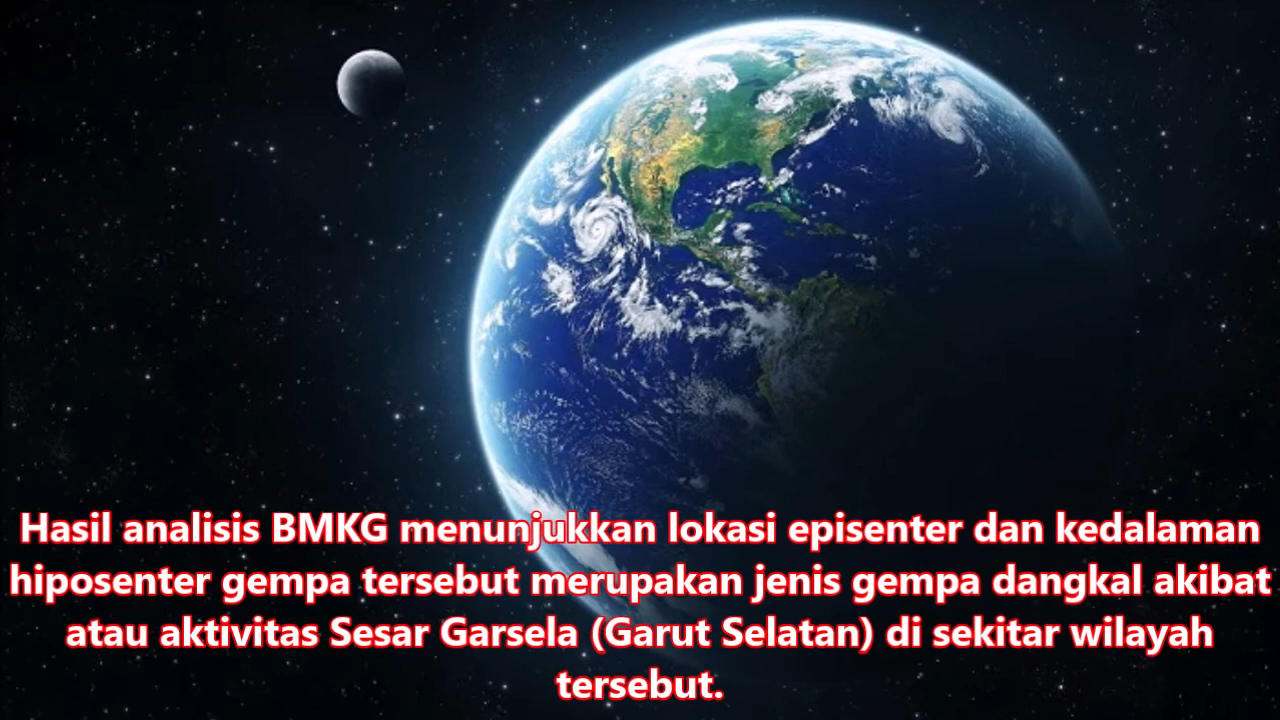 Hasil analisis BMKG menunjukkan lokasi episenter dan kedalaman
hiposenter gempa tersebut merupakan jenis gempa dangkal akibat
atau aktivitas Sesar Garsela (Garut Selatan) di sekitar wilayah
tersebut.